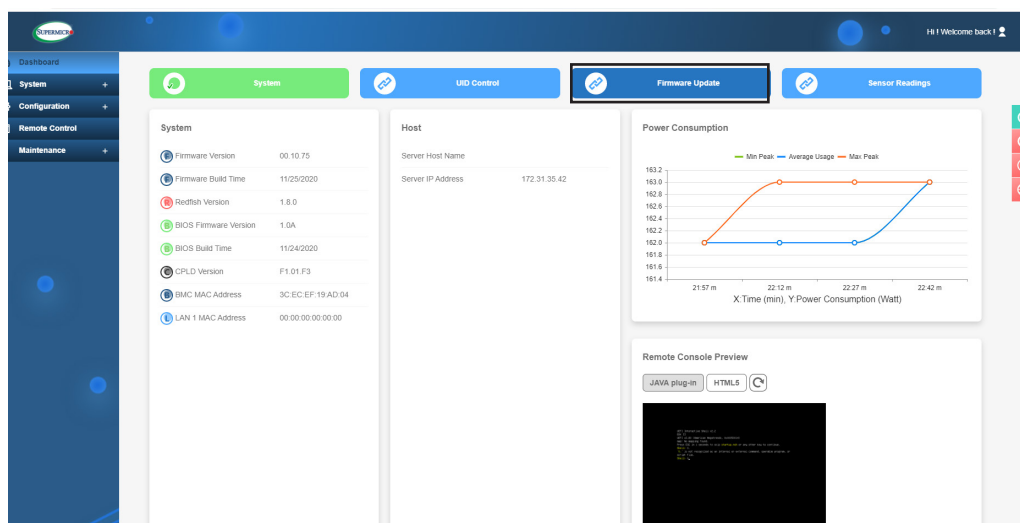 SUPERMICR
Hi ! Welcome back !
Dashboard
System +
Configuration +
Remote Control
Maintenance +
System
UID Control
Firmware Update
Sensor Readings
System
Firmware Version 00.10.75
Firmware Build Time 11/25/2020
Redfish Version 1.8.0
BIOS Firmware Version 1.0A
BIOS Build Time 11/24/2020
CPLD Version F1.01.F3
BMC MAC Address 3C:EC:EF:19:AD:04
LAN 1 MAC Address 00:00:00:00:00:00
Host
Server Host Name
Server IP Address 172.31.35.42
Power Consumption
Min Peak Average Usage Max Peak
163.2
163.0
162.8
162.6
162.4
162.2
162.0
161.8
161.6
161.4
21:57 m 22:12 m 22:27 m 22:42 m
X:Time (min), Y:Power Consumption (Watt)
Remote Console Preview
JAVA plug-in HTML5